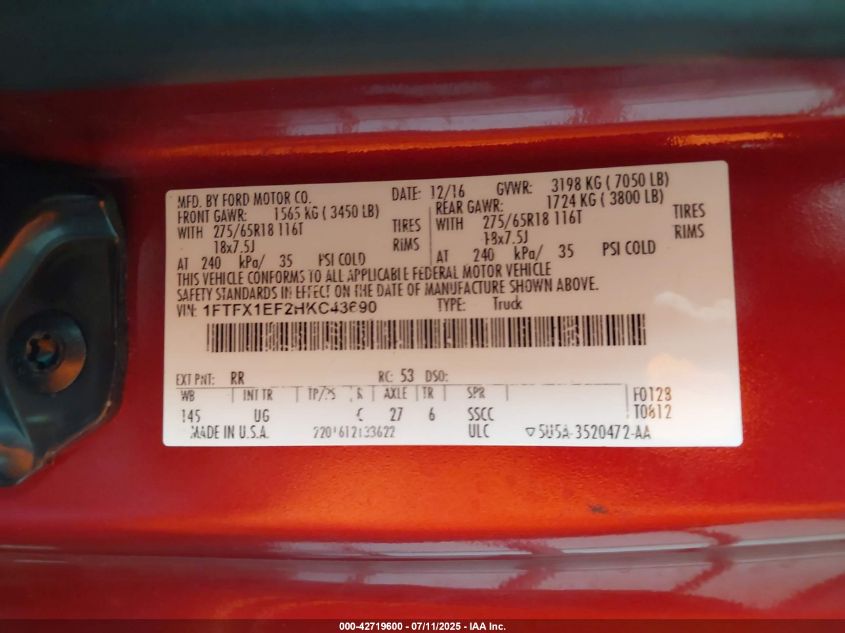 MFD. BY FORD MOTOR CO. DATE: 12/16 GVWR: 3198 KG ( 7050 LB)
FRONT GAWR: 1565 KG ( 3450 LB) REAR GAWR: 1724 KG ( 3800 LB)
WITH 275/65R18 116T TIRES WITH 275/65R18 116T TIRES
18x7.5J RIMS 18x7.5J RIMS
AT 240 kPa/ 35 PSI COLD AT 240 kPa/ 35 PSI COLD
THIS VEHICLE CONFORMS TO ALL APPLICABLE FEDERAL MOTOR VEHICLE
SAFETY STANDARDS IN EFFECT ON THE DATE OF MANUFACTURE SHOWN ABOVE.
VIN: 1FTFX1EF2HKC43690 TYPE: Truck
EXT PNT: RR RC: 53 DSO:
WB INT TR TP/PS R AXLE TR SPR F0128
145 UG 27 6 SSCC T0812
MADE IN U.S.A. ULC ▽5U5A-3520472-AA
000-42719600 - 07/11/2025 - IAA Inc.